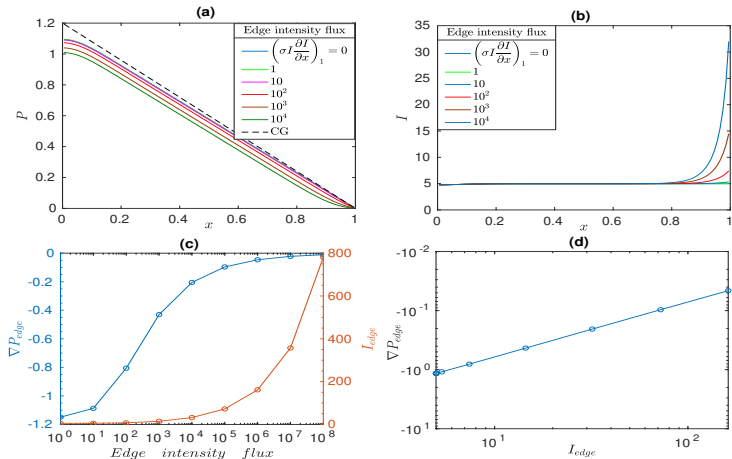 (a)
Edge intensity flux
(σI ∂I/∂x)₁ = 0
1
10
10²
10³
10⁴
CG
1.2
1
0.8
0.6
0.4
0.2
0
P
0 0.2 0.4 0.6 0.8 1
x
(b)
Edge intensity flux
(σI ∂I/∂x)₁ = 0
1
10
10²
10³
10⁴
35
30
25
20
15
10
5
0
I
0 0.2 0.4 0.6 0.8 1
x
(c)
0
-0.2
-0.4
-0.6
-0.8
-1
-1.2
∇P_edge
800
600
400
200
0
I_edge
10⁰ 10¹ 10² 10³ 10⁴ 10⁵ 10⁶ 10⁷ 10⁸
Edge intensity flux
(d)
-10⁻²
-10⁻¹
-10⁰
-10¹
∇P_edge
10¹ 10²
I_edge